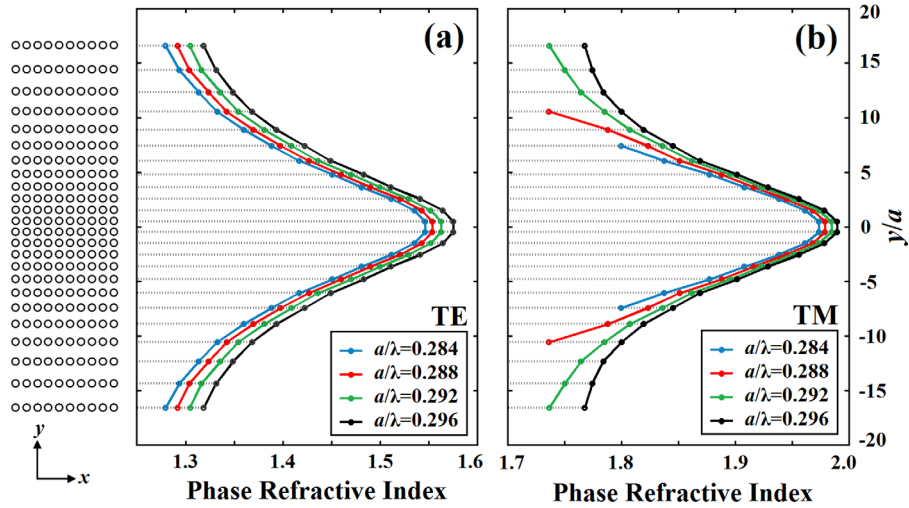 (a)
TE
a/λ=0.284
a/λ=0.288
a/λ=0.292
a/λ=0.296
1.3
1.4
1.5
1.6
Phase Refractive Index
(b)
TM
a/λ=0.284
a/λ=0.288
a/λ=0.292
a/λ=0.296
1.7
1.8
1.9
2.0
Phase Refractive Index
20
15
10
5
0
-5
-10
-15
-20
y/a
y
x